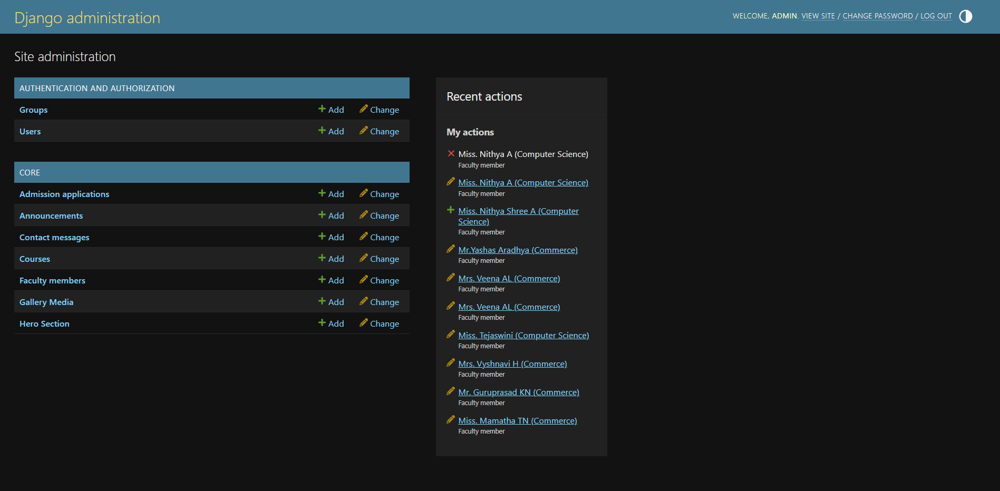 Django administration
WELCOME, ADMIN. VIEW SITE / CHANGE PASSWORD / LOG OUT
Site administration
AUTHENTICATION AND AUTHORIZATION
Groups Add Change
Users Add Change
CORE
Admission applications Add Change
Announcements Add Change
Contact messages Add Change
Courses Add Change
Faculty members Add Change
Gallery Media Add Change
Hero Section Add Change
Recent actions
My actions
Miss. Nithya A (Computer Science)
Faculty member
Miss. Nithya A (Computer Science)
Faculty member
Miss. Nithya Shree A (Computer
Science)
Faculty member
Mr.Yashas Aradhya (Commerce)
Faculty member
Mrs. Veena AL (Commerce)
Faculty member
Mrs. Veena AL (Commerce)
Faculty member
Miss. Tejaswini (Computer Science)
Faculty member
Mrs. Vyshnavi H (Commerce)
Faculty member
Mr. Guruprasad KN (Commerce)
Faculty member
Miss. Mamatha TN (Commerce)
Faculty member